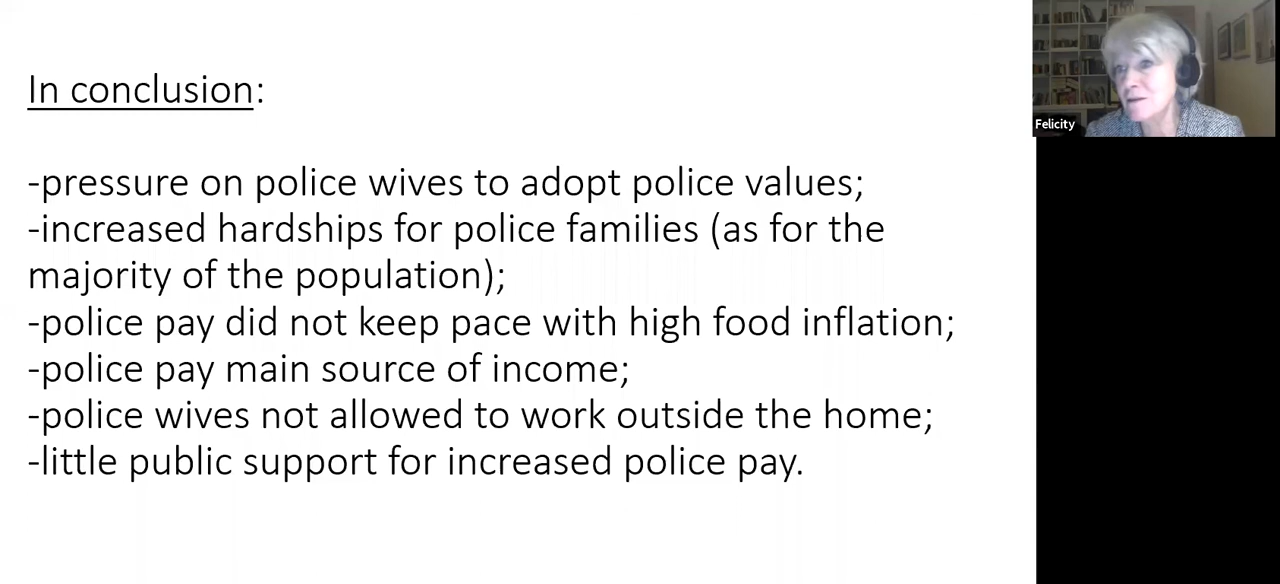 In conclusion:
-pressure on police wives to adopt police values;
-increased hardships for police families (as for the
majority of the population);
-police pay did not keep pace with high food inflation;
-police pay main source of income;
-police wives not allowed to work outside the home;
-little public support for increased police pay.
Felicity